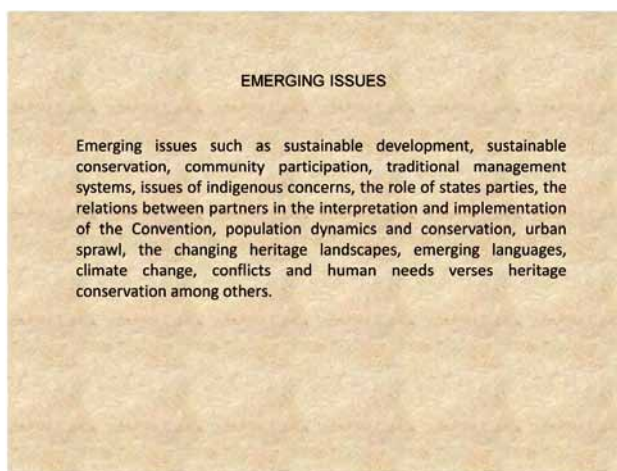 EMERGING ISSUES
Emerging issues such as sustainable development, sustainable
conservation, community participation, traditional management
systems, issues of indigenous concerns, the role of states parties, the
relations between partners in the interpretation and implementation
of the Convention, population dynamics and conservation, urban
sprawl, the changing heritage landscapes, emerging languages,
climate change, conflicts and human needs verses heritage
conservation among others.